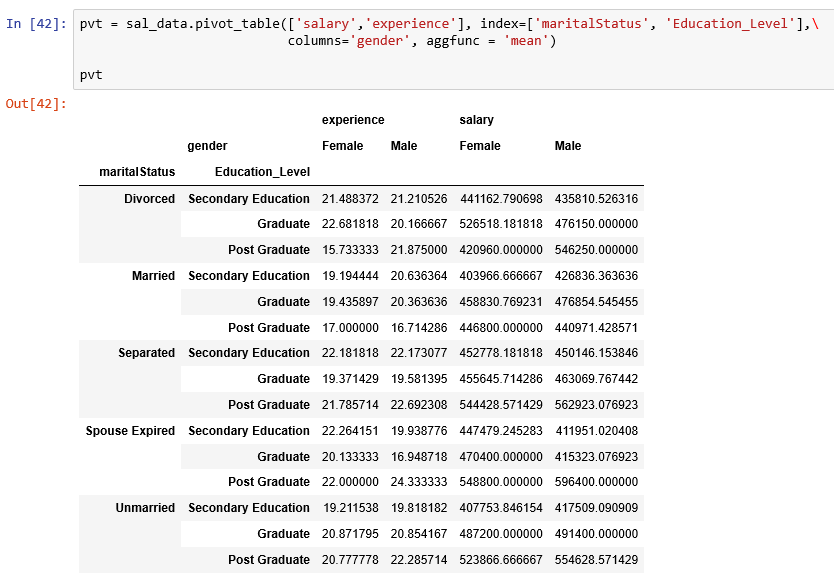 In [42]: pvt = sal_data.pivot_table(['salary','experience'], index=['maritalStatus', 'Education_Level'],\
columns='gender', aggfunc = 'mean')
pvt
Out[42]:
experience salary
gender Female Male Female Male
maritalStatus Education_Level
Divorced Secondary Education 21.488372 21.210526 441162.790698 435810.526316
Graduate 22.681818 20.166667 526518.181818 476150.000000
Post Graduate 15.733333 21.875000 420960.000000 546250.000000
Married Secondary Education 19.194444 20.636364 403966.666667 426836.363636
Graduate 19.435897 20.363636 458830.769231 476854.545455
Post Graduate 17.000000 16.714286 446800.000000 440971.428571
Separated Secondary Education 22.181818 22.173077 452778.181818 450146.153846
Graduate 19.371429 19.581395 455645.714286 463069.767442
Post Graduate 21.785714 22.692308 544428.571429 562923.076923
Spouse Expired Secondary Education 22.264151 19.938776 447479.245283 411951.020408
Graduate 20.133333 16.948718 470400.000000 415323.076923
Post Graduate 22.000000 24.333333 548800.000000 596400.000000
Unmarried Secondary Education 19.211538 19.818182 407753.846154 417509.090909
Graduate 20.871795 20.854167 487200.000000 491400.000000
Post Graduate 20.777778 22.285714 523866.666667 554628.571429